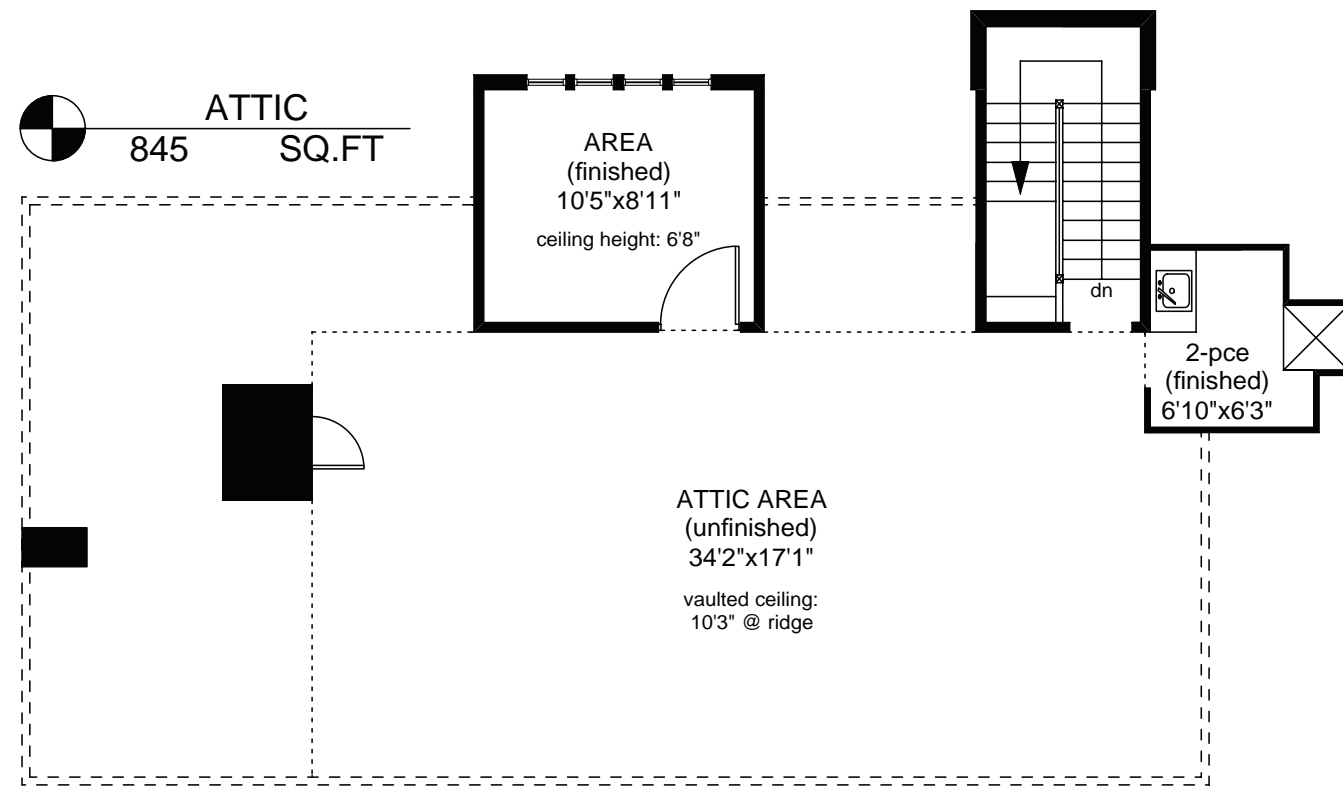 ATTIC
845 SQ.FT
AREA
(finished)
10'5"x8'11"
ceiling height: 6'8"
dn
2-pce
(finished)
6'10"x6'3"
ATTIC AREA
(unfinished)
34'2"x17'1"
vaulted ceiling:
10'3" @ ridge